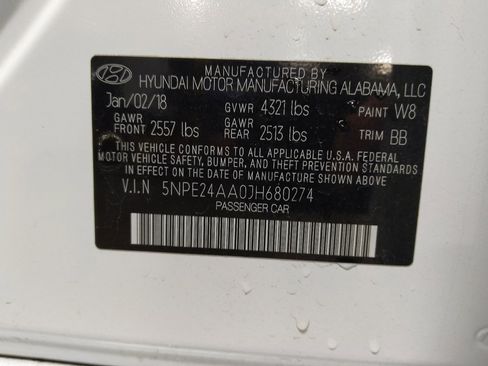 MANUFACTURED BY
HYUNDAI MOTOR MANUFACTURING ALABAMA, LLC
Jan/02/18 GVWR 4321 lbs PAINT W8
GAWR FRONT 2557 lbs GAWR REAR 2513 lbs TRIM BB
THIS VEHICLE CONFORMS TO ALL APPLICABLE U.S.A. FEDERAL
MOTOR VEHICLE SAFETY, BUMPER, AND THEFT PREVENTION STANDARDS
IN EFFECT ON THE DATE OF MANUFACTURE SHOWN ABOVE.
V.I.N 5NPE24AA0JH680274
PASSENGER CAR